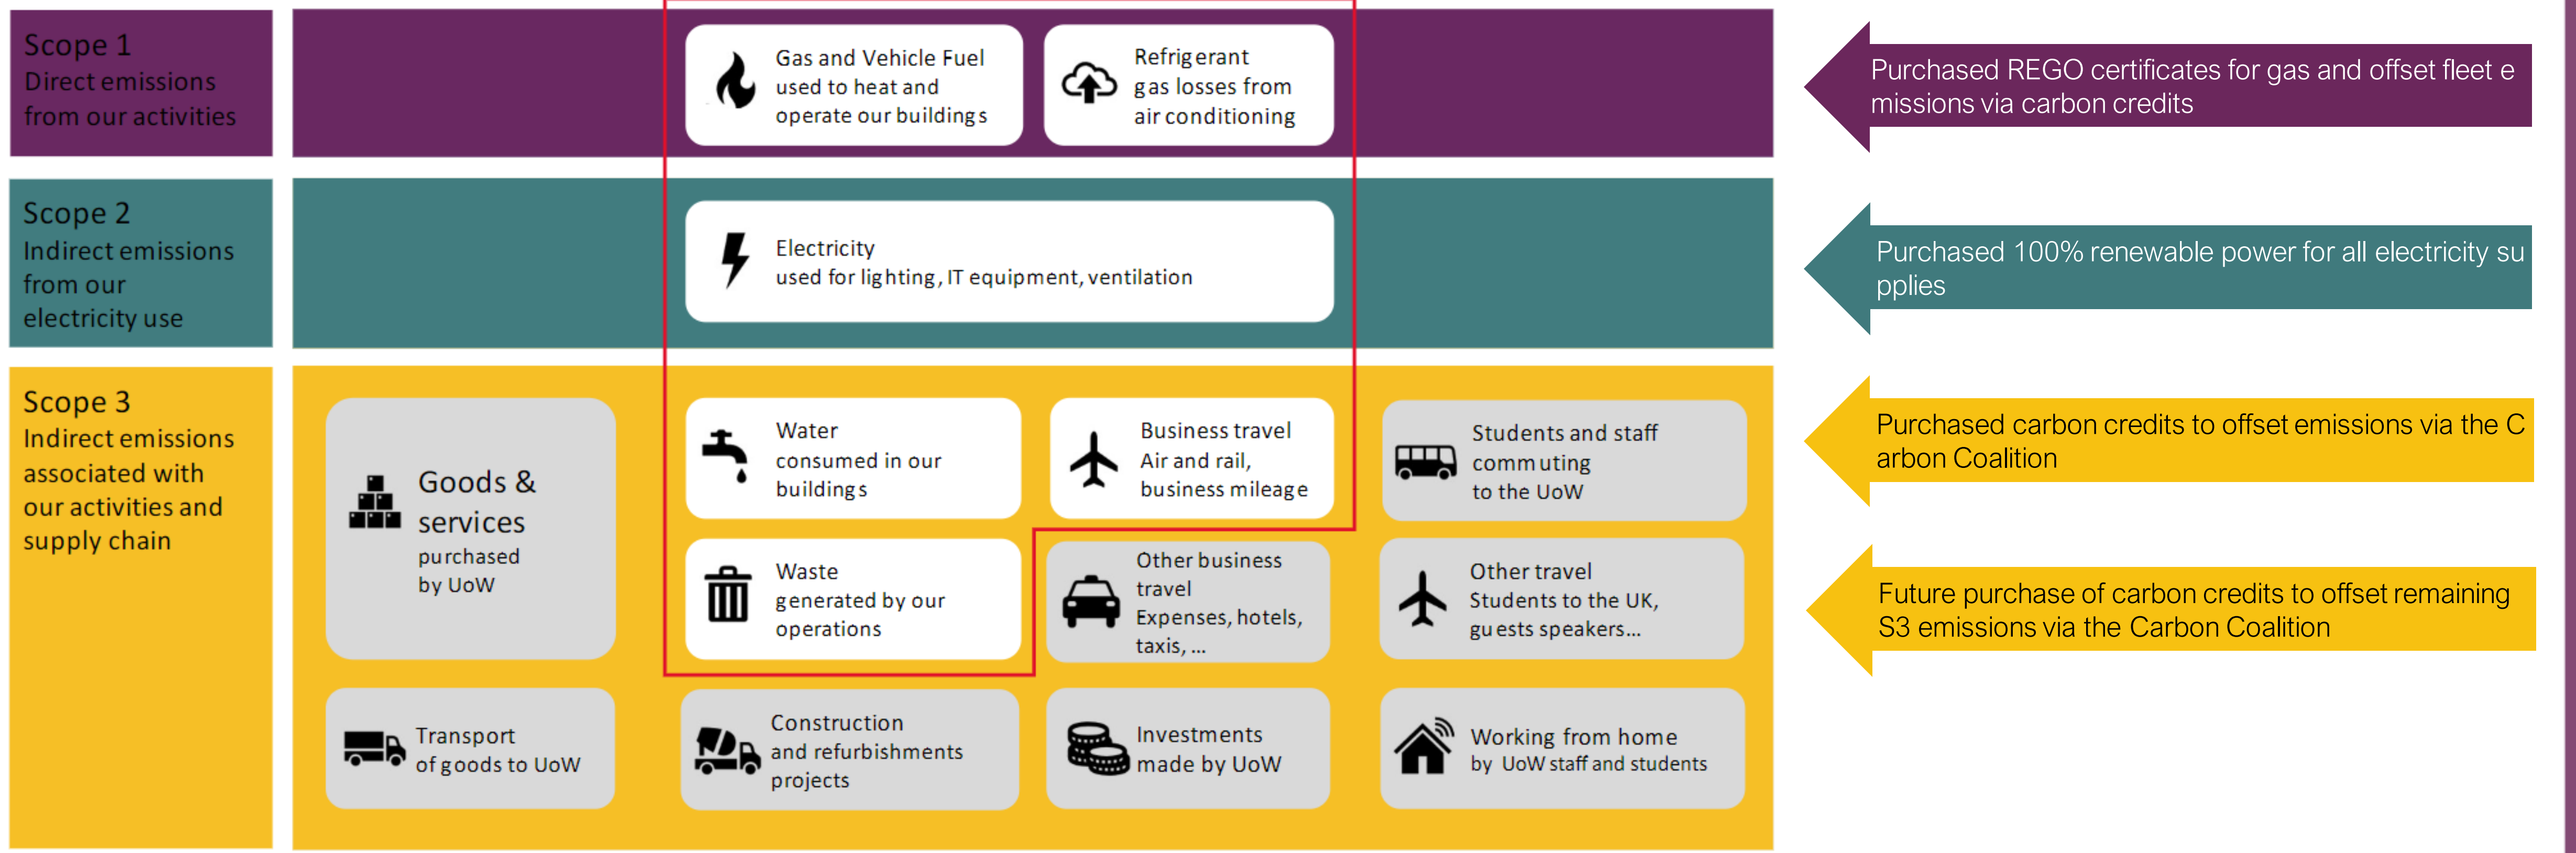 Scope 1
Direct emissions
from our activities
Gas and Vehicle Fuel
used to heat and
operate our buildings
Refrigerant
gas losses from
air conditioning
Purchased REGO certificates for gas and offset fleet e
missions via carbon credits
Scope 2
Indirect emissions
from our
electricity use
Electricity
used for lighting, IT equipment, ventilation
Purchased 100% renewable power for all electricity su
pplies
Scope 3
Indirect emissions
associated with
our activities and
supply chain
Goods &
services
purchased
by UoW
Water
consumed in our
buildings
Business travel
Air and rail,
business mileage
Students and staff
commuting
to the UoW
Purchased carbon credits to offset emissions via the C
arbon Coalition
Waste
generated by our
operations
Other business
travel
Expenses, hotels,
taxis, ...
Other travel
Students to the UK,
guests speakers...
Future purchase of carbon credits to offset remaining
S3 emissions via the Carbon Coalition
Transport
of goods to UoW
Construction
and refurbishments
projects
Investments
made by UoW
Working from home
by UoW staff and students